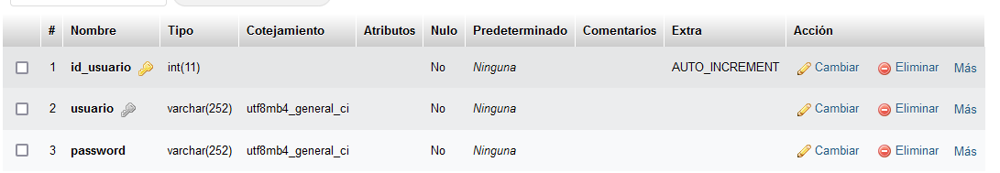 # Nombre Tipo Cotejamiento Atributos Nulo Predeterminado Comentarios Extra Acción
1 id_usuario int(11) No Ninguna AUTO_INCREMENT Cambiar Eliminar Más
2 usuario varchar(252) utf8mb4_general_ci No Ninguna Cambiar Eliminar Más
3 password varchar(252) utf8mb4_general_ci No Ninguna Cambiar Eliminar Más